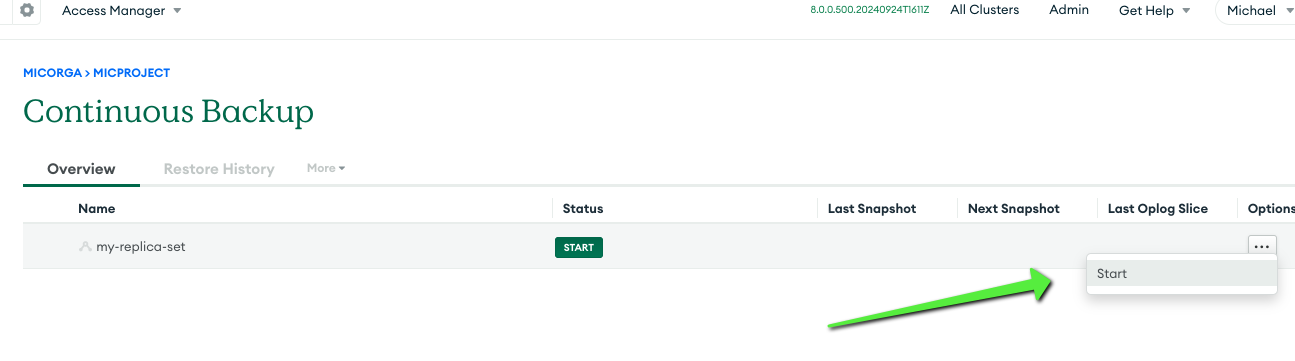 Access Manager 8.0.0.500.20240924T1611Z All Clusters Admin Get Help Michael
MICORGA > MICPROJECT
Continuous Backup
Overview Restore History More
Name Status Last Snapshot Next Snapshot Last Oplog Slice Options
my-replica-set START ...
Start